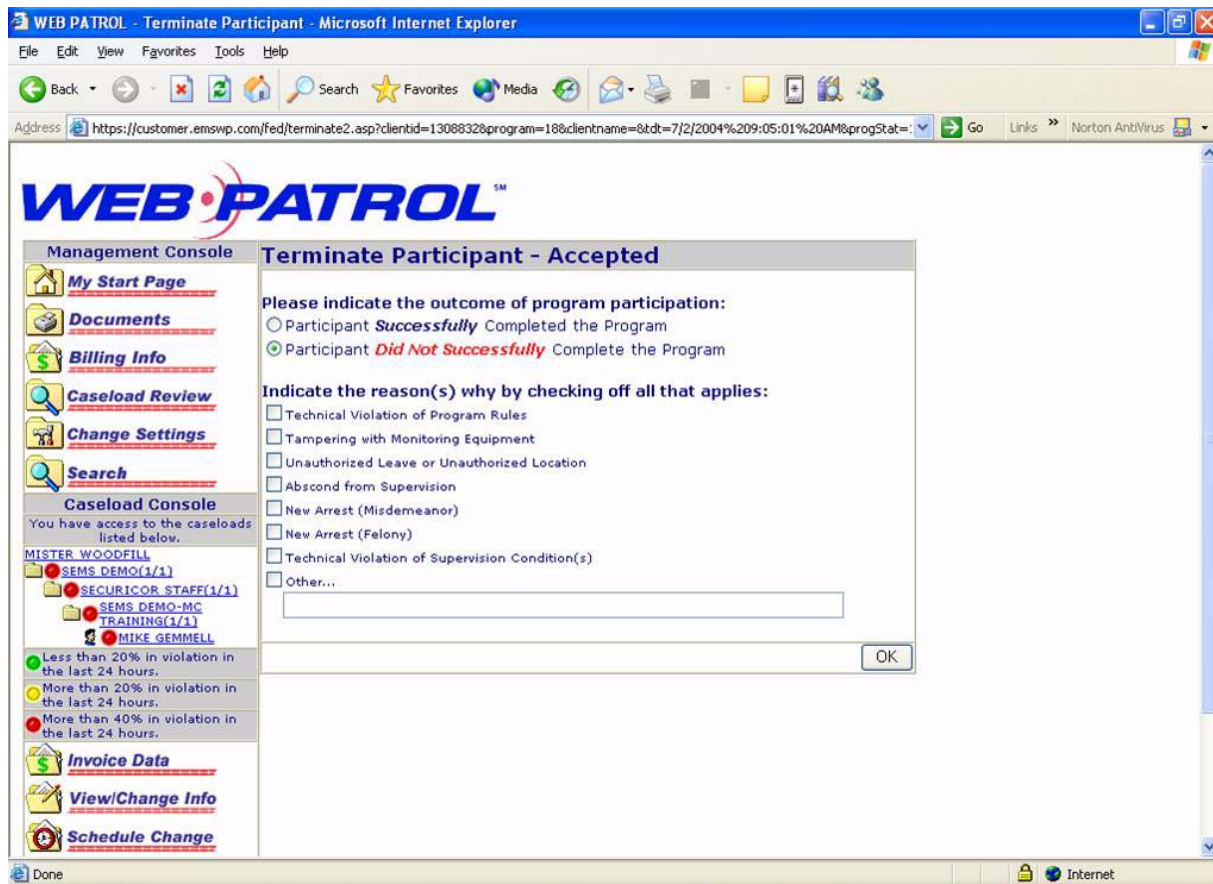 WEB PATROL - Terminate Participant - Microsoft Internet Explorer
File Edit View Favorites Tools Help
Back Search Favorites Media
Address https://customer.emswp.com/fed/terminate2.asp?clientid=1308832&program=18&clientname=&tdt=7/2/2004%209:05:01%20AM&progStat= Go Links » Norton AntiVirus
WEB PATROL SM
Management Console
My Start Page
Documents
Billing Info
Caseload Review
Change Settings
Search
Caseload Console
You have access to the caseloads
listed below.
MISTER WOODFILL
SEMS DEMO(1/1)
SECURICOR STAFF(1/1)
SEMS DEMO-MC
TRAINING(1/1)
MIKE GEMMELL
Less than 20% in violation in
the last 24 hours.
More than 20% in violation in
the last 24 hours.
More than 40% in violation in
the last 24 hours.
Invoice Data
View/Change Info
Schedule Change
Terminate Participant - Accepted
Please indicate the outcome of program participation:
Participant Successfully Completed the Program
Participant Did Not Successfully Complete the Program
Indicate the reason(s) why by checking off all that applies:
Technical Violation of Program Rules
Tampering with Monitoring Equipment
Unauthorized Leave or Unauthorized Location
Abscond from Supervision
New Arrest (Misdemeanor)
New Arrest (Felony)
Technical Violation of Supervision Condition(s)
Other...
OK
Done Internet